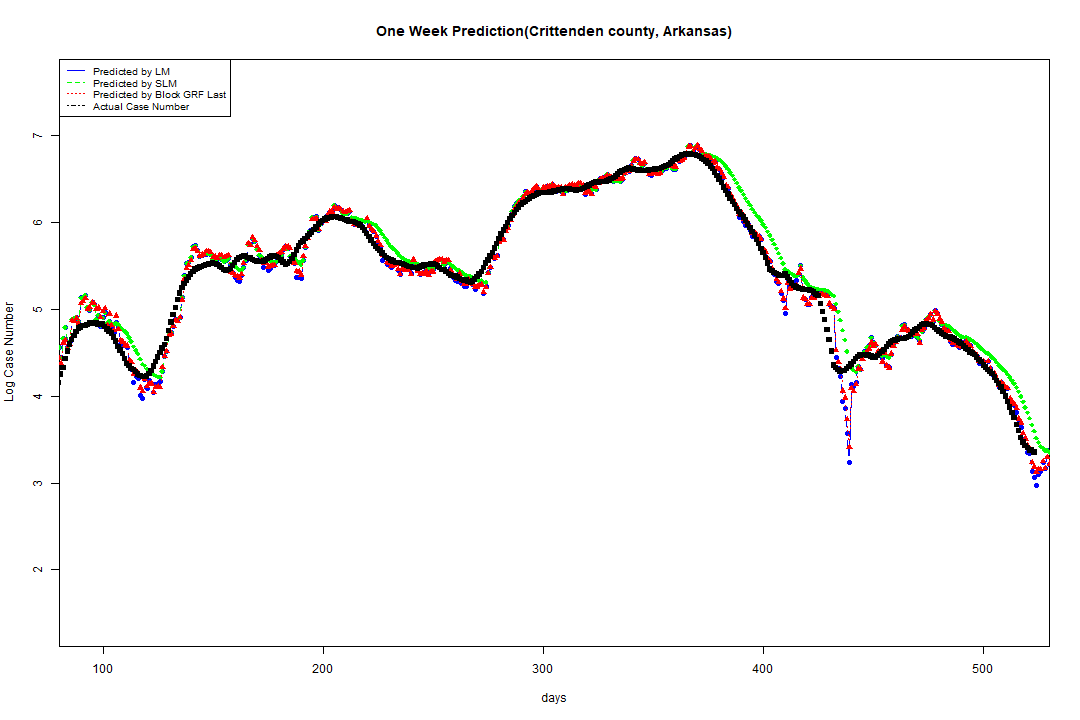 One Week Prediction(Crittenden county, Arkansas)
Predicted by LM
Predicted by SLM
Predicted by Block GRF Last
Actual Case Number
7
6
5
4
3
2
Log Case Number
100 200 300 400 500
days